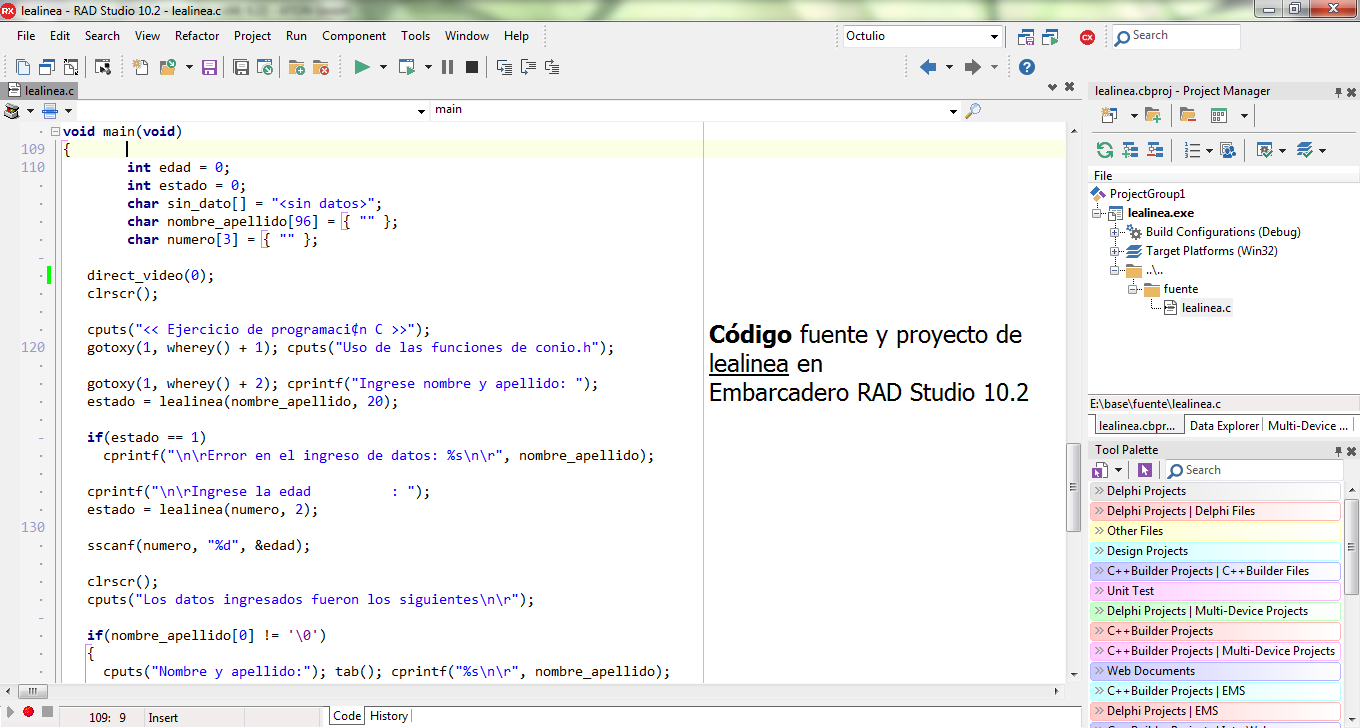 lealinea - RAD Studio 10.2 - lealinea.c
File Edit Search View Refactor Project Run Component Tools Window Help
Octulio
Search
lealinea.c
main
void main(void)
109 {
110 int edad = 0;
int estado = 0;
char sin_dato[] = "<sin datos>";
char nombre_apellido[96] = { "" };
char numero[3] = { "" };
direct_video(0);
clrscr();
cputs("<< Ejercicio de programaci¢n C >>");
120 gotoxy(1, wherey() + 1); cputs("Uso de las funciones de conio.h");
gotoxy(1, wherey() + 2); cprintf("Ingrese nombre y apellido: ");
estado = lealinea(nombre_apellido, 20);
if(estado == 1)
cprintf("\n\rError en el ingreso de datos: %s\n\r", nombre_apellido);
cprintf("\n\rIngrese la edad          : ");
estado = lealinea(numero, 2);
130
sscanf(numero, "%d", &edad);
clrscr();
cputs("Los datos ingresados fueron los siguientes\n\r");
if(nombre_apellido[0] != '\0')
{
cputs("Nombre y apellido:"); tab(); cprintf("%s\n\r", nombre_apellido);
109: 9 Insert
Code History
Código fuente y proyecto de
lealinea en
Embarcadero RAD Studio 10.2
lealinea.cbproj - Project Manager
File
ProjectGroup1
lealinea.exe
Build Configurations (Debug)
Target Platforms (Win32)
..\..
fuente
lealinea.c
E:\base\fuente\lealinea.c
lealinea.cbpr... Data Explorer Multi-Device ...
Tool Palette
Search
Delphi Projects
Delphi Projects | Delphi Files
Other Files
Design Projects
C++Builder Projects | C++Builder Files
Unit Test
Delphi Projects | Multi-Device Projects
C++Builder Projects
C++Builder Projects | Multi-Device Projects
Web Documents
C++Builder Projects | EMS
Delphi Projects | EMS